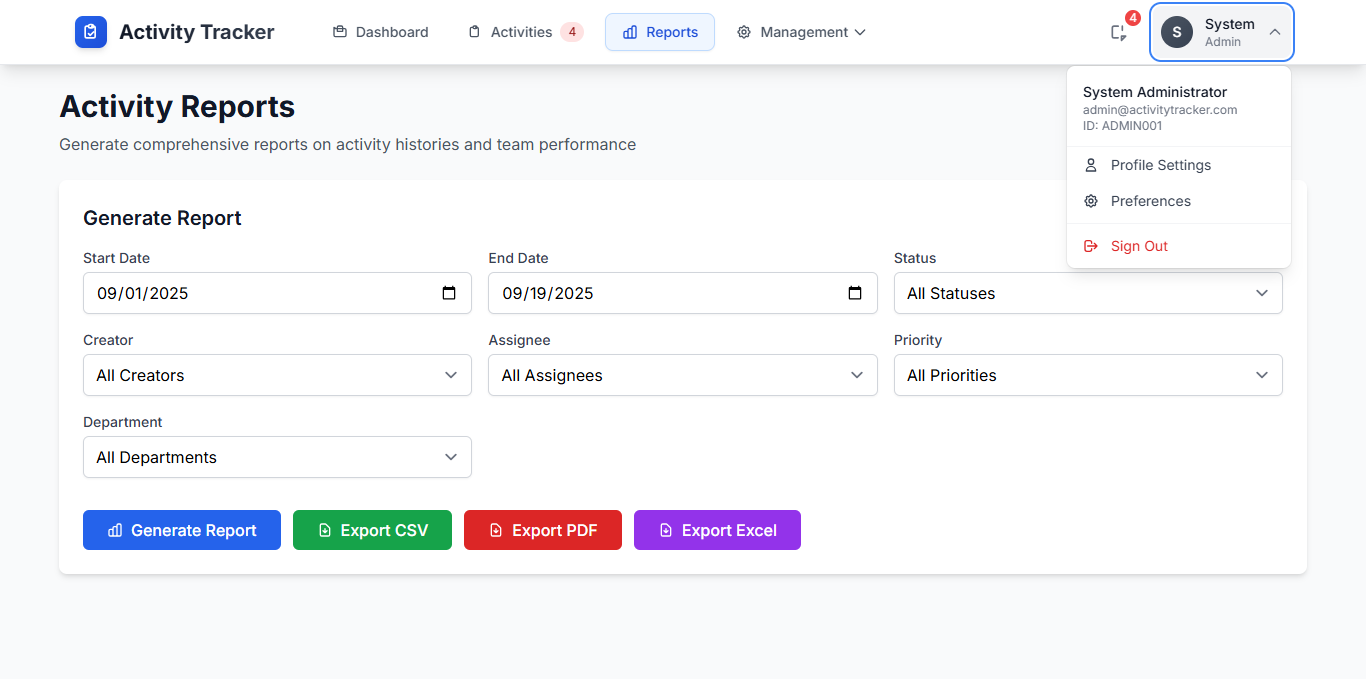 Activity Tracker
Dashboard
Activities 4
Reports
Management
4
S
System
Admin
System Administrator
admin@activitytracker.com
ID: ADMIN001
Profile Settings
Preferences
Sign Out
Activity Reports
Generate comprehensive reports on activity histories and team performance
Generate Report
Start Date
09/01/2025
End Date
09/19/2025
Status
All Statuses
Creator
All Creators
Assignee
All Assignees
Priority
All Priorities
Department
All Departments
Generate Report
Export CSV
Export PDF
Export Excel